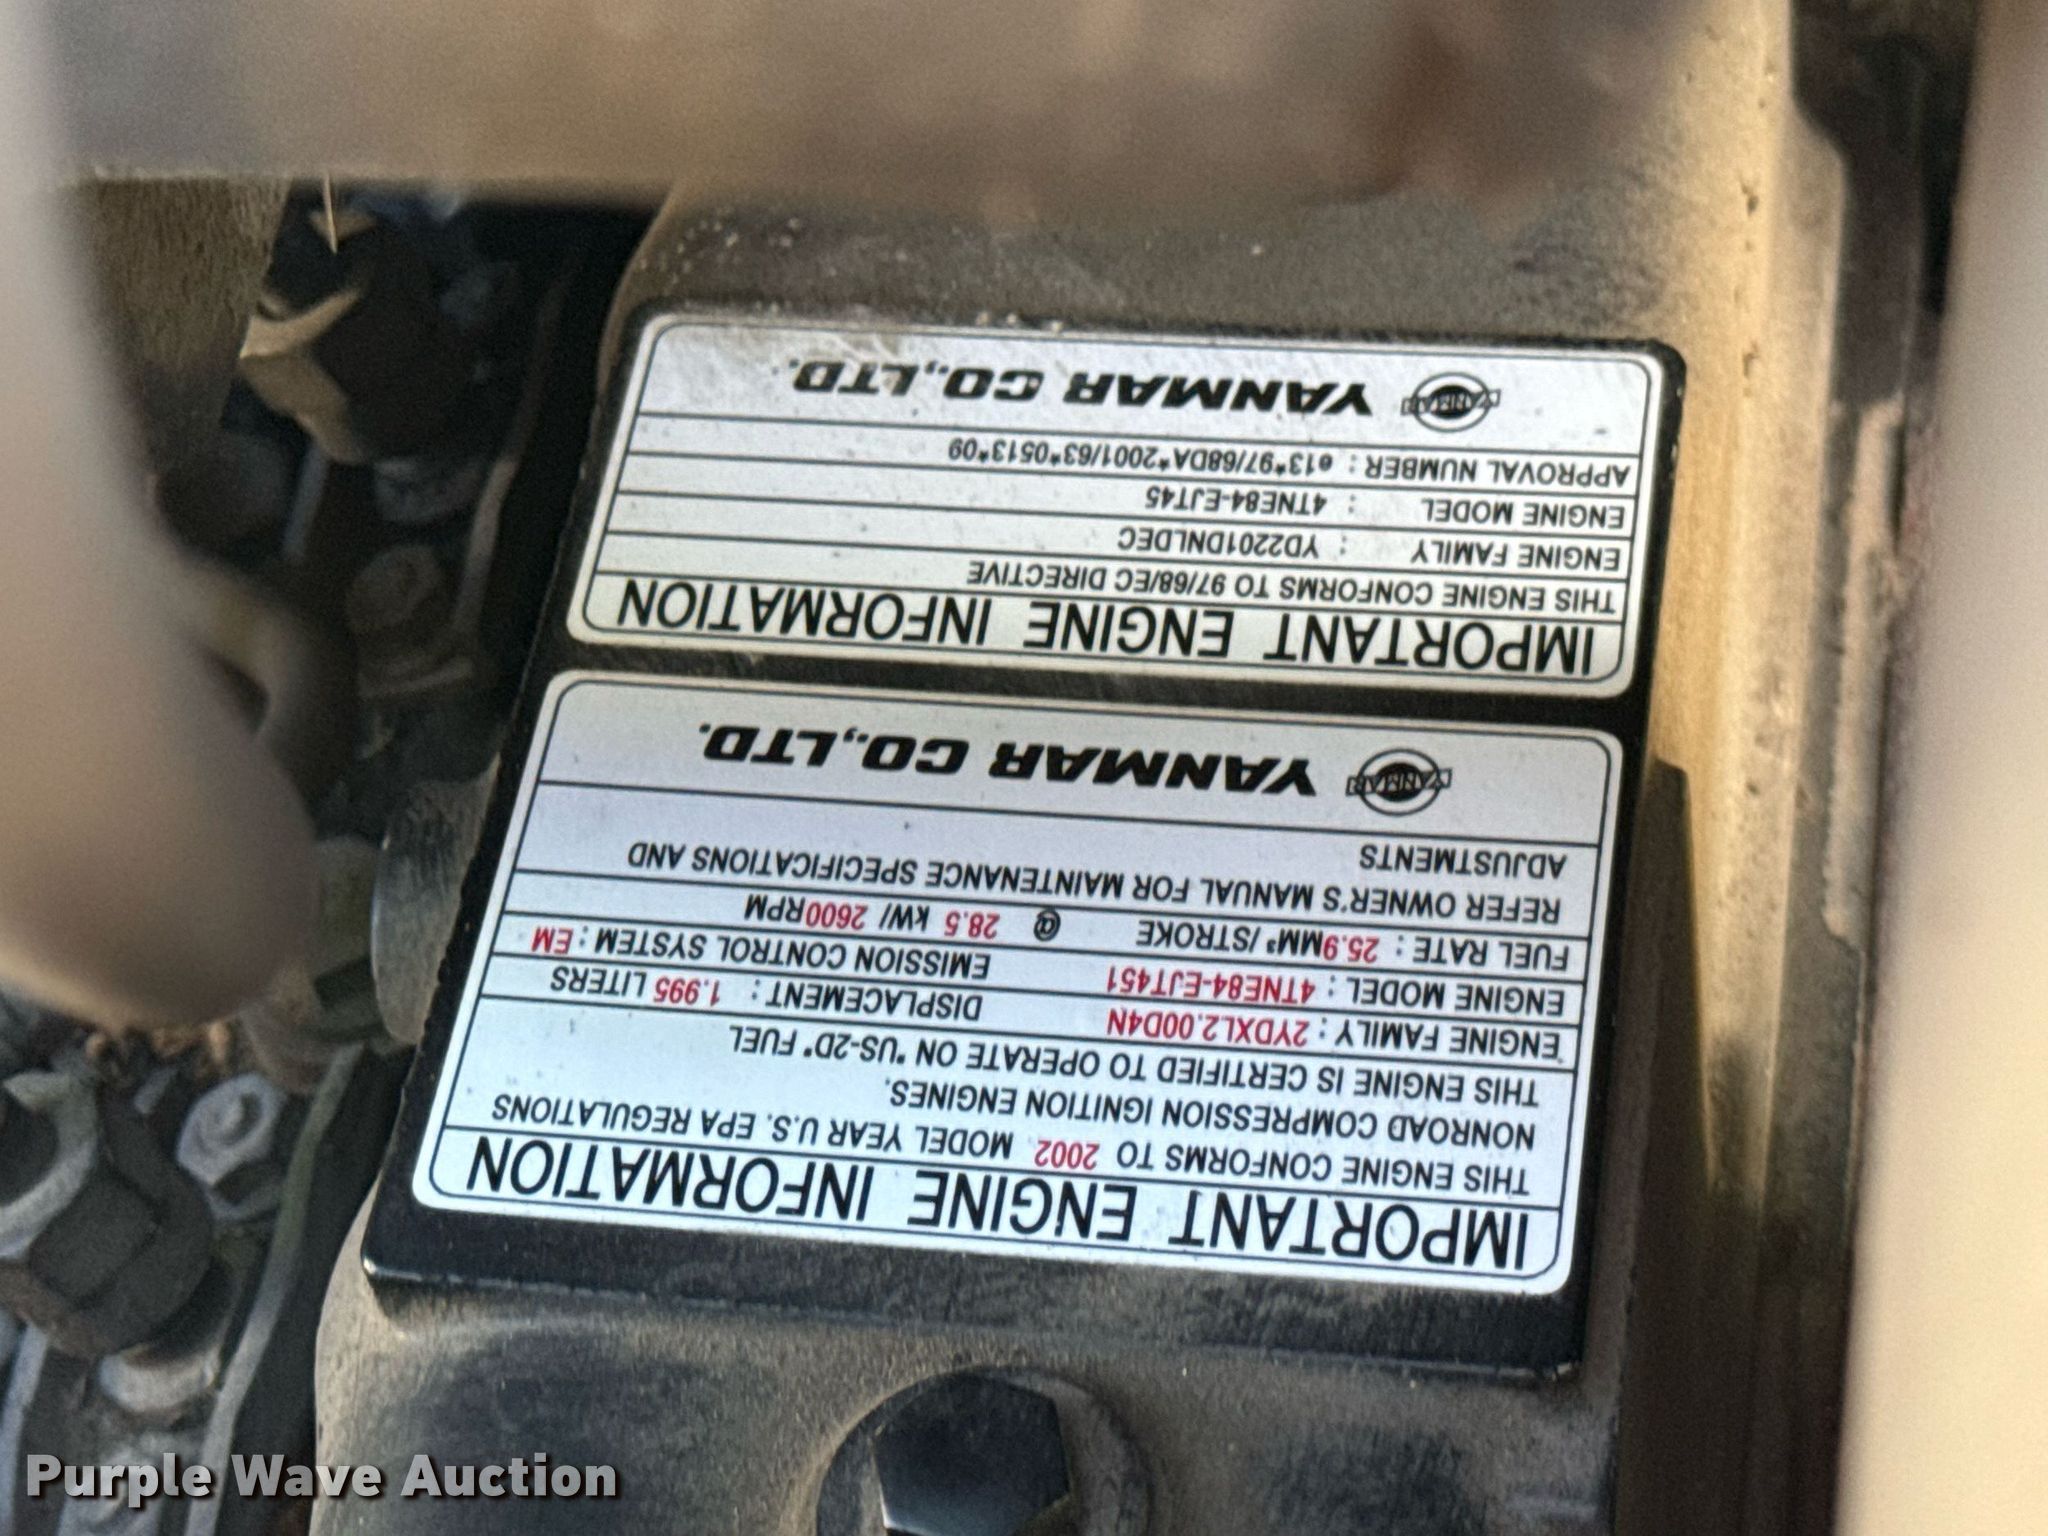 IMPORTANT ENGINE INFORMATION
THIS ENGINE CONFORMS TO 2002 MODEL YEAR U.S. EPA REGULATIONS
NONROAD COMPRESSION IGNITION ENGINES.
THIS ENGINE IS CERTIFIED TO OPERATE ON "US-2D" FUEL
ENGINE FAMILY : 2YDXL2.00D4N DISPLACEMENT : 1.995 LITERS
ENGINE MODEL : 4TNE84-EJT451 EMISSION CONTROL SYSTEM : EM
FUEL RATE : 25.9MM³/STROKE @ 28.5 kW/ 2600RPM
REFER OWNER'S MANUAL FOR MAINTENANCE SPECIFICATIONS AND
ADJUSTMENTS
YANMAR YANMAR CO.,LTD.
IMPORTANT ENGINE INFORMATION
THIS ENGINE CONFORMS TO 97/68/EC DIRECTIVE
ENGINE FAMILY : YD2201DNLDEC
ENGINE MODEL : 4TNE84-EJT45
APPROVAL NUMBER : e13*97/68DA*2001/63*0513*09
YANMAR YANMAR CO.,LTD.
Purple Wave Auction